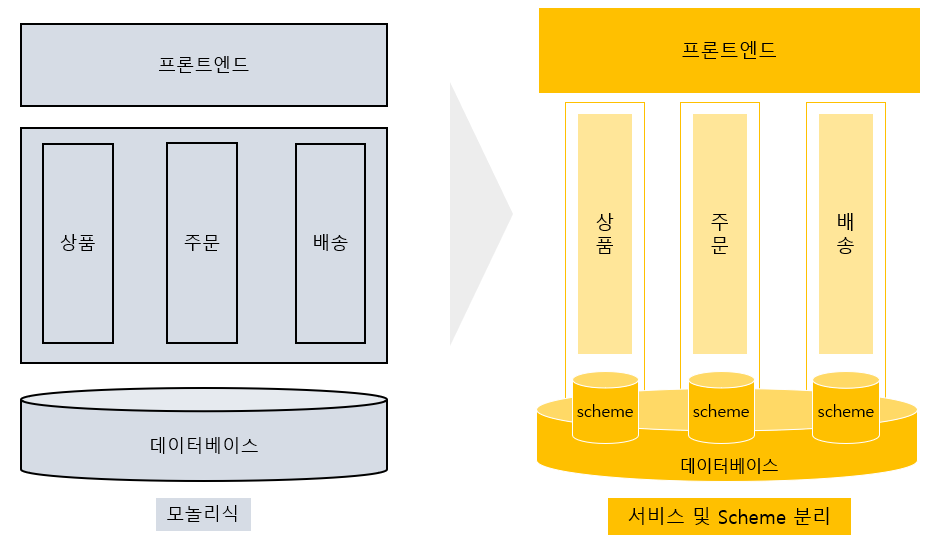 프론트엔드
상품
주문
배송
데이터베이스
모놀리식
프론트엔드
상
품
주
문
배
송
scheme
scheme
scheme
데이터베이스
서비스 및 Scheme 분리